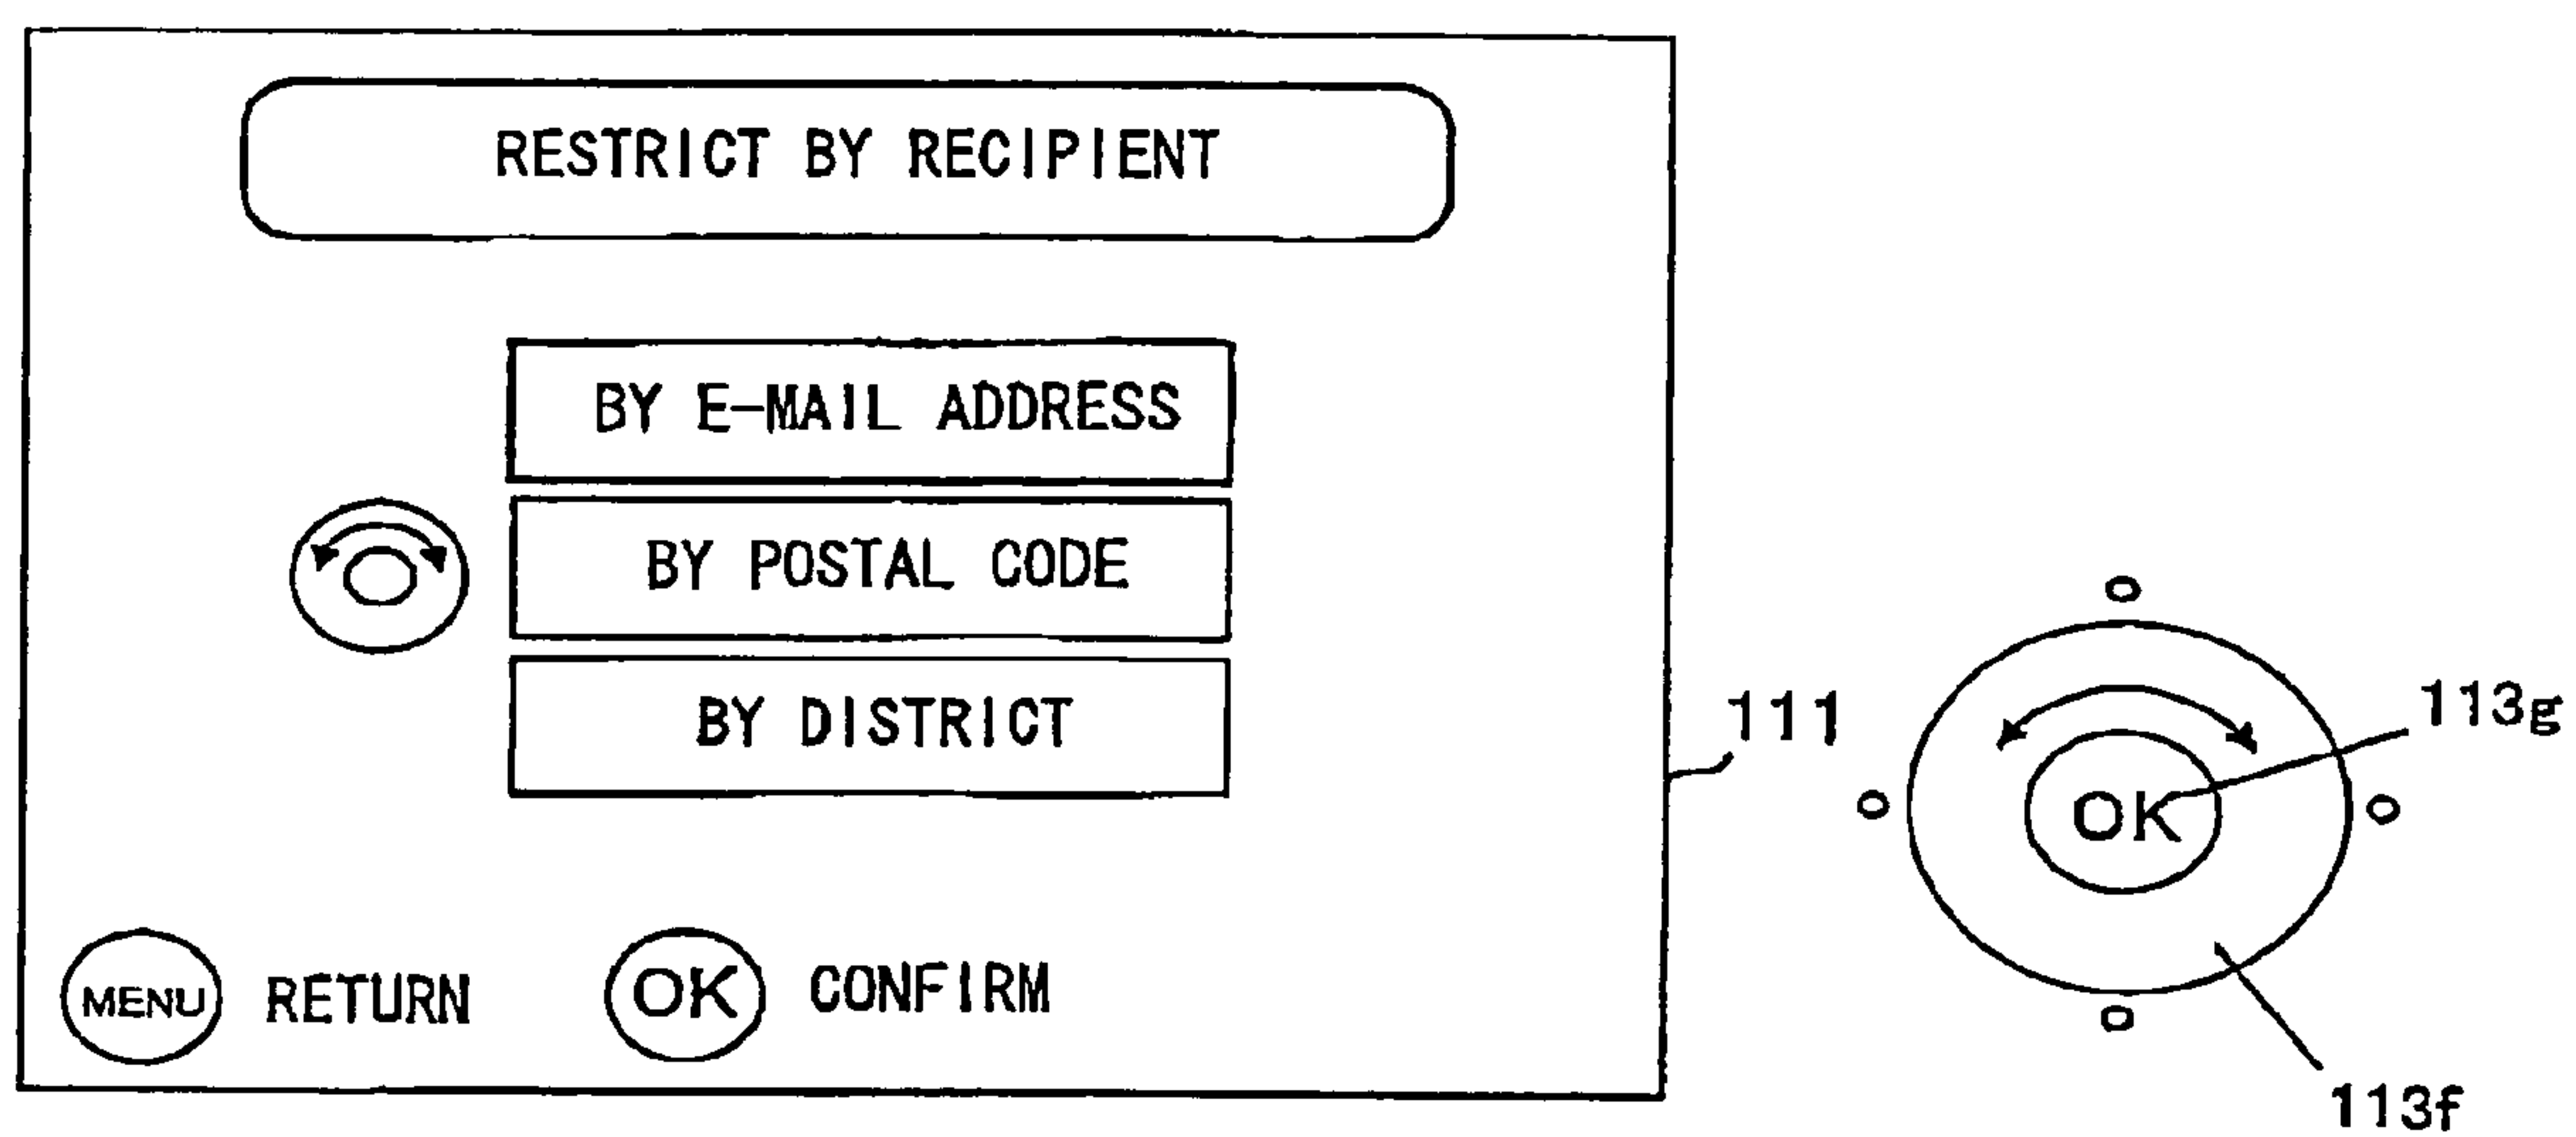 RESTRICT BY RECIPIENT
BY E-MAIL ADDRESS
BY POSTAL CODE
BY DISTRICT
MENU RETURN OK CONFIRM
111
OK
113g
113f